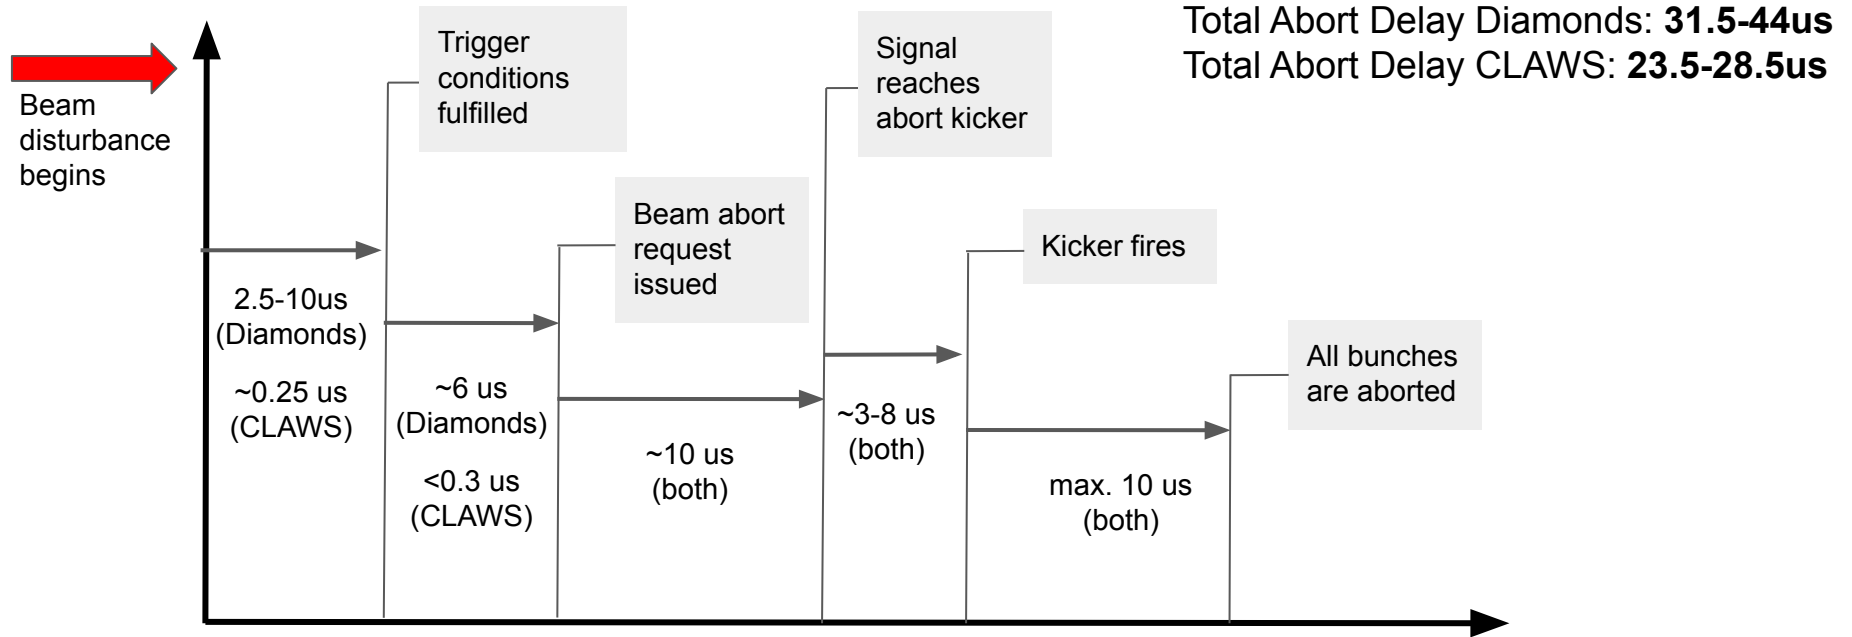 Total Abort Delay Diamonds: 31.5-44us
Total Abort Delay CLAWS: 23.5-28.5us
Beam
disturbance
begins
Trigger
conditions
fulfilled
Signal
reaches
abort kicker
Beam abort
request
issued
Kicker fires
All bunches
are aborted
2.5-10us
(Diamonds)
~0.25 us
(CLAWS)
~6 us
(Diamonds)
<0.3 us
(CLAWS)
~10 us
(both)
~3-8 us
(both)
max. 10 us
(both)